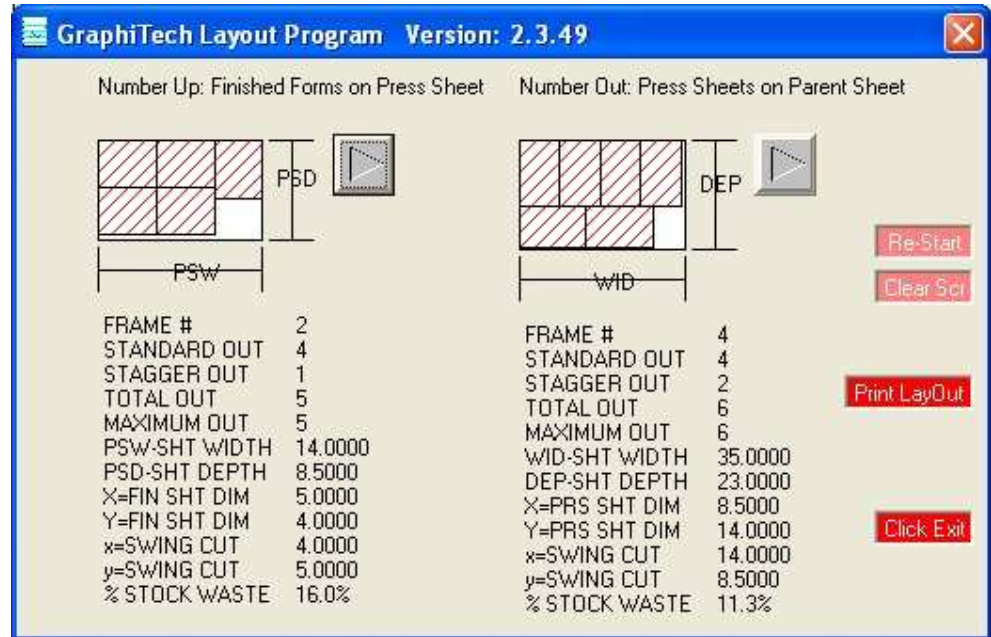 GraphiTech Layout Program Version: 2.3.49
Number Up: Finished Forms on Press Sheet
PSD
PSW
FRAME # 2
STANDARD OUT 4
STAGGER OUT 1
TOTAL OUT 5
MAXIMUM OUT 5
PSW-SHT WIDTH 14.0000
PSD-SHT DEPTH 8.5000
X=FIN SHT DIM 5.0000
Y=FIN SHT DIM 4.0000
x=SWING CUT 4.0000
y=SWING CUT 5.0000
% STOCK WASTE 16.0%
Number Out: Press Sheets on Parent Sheet
DEP
WID
FRAME # 4
STANDARD OUT 4
STAGGER OUT 2
TOTAL OUT 6
MAXIMUM OUT 6
WID-SHT WIDTH 35.0000
DEP-SHT DEPTH 23.0000
X=PRS SHT DIM 8.5000
Y=PRS SHT DIM 14.0000
x=SWING CUT 14.0000
y=SWING CUT 8.5000
% STOCK WASTE 11.3%
Re-Start
Clear Scr
Print LayOut
Click Exit